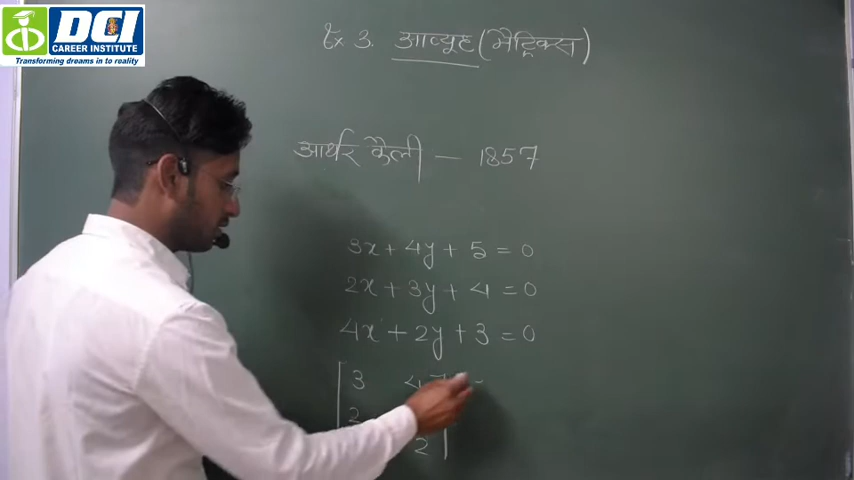 DCI
CAREER INSTITUTE
Transforming dreams in to reality
Ex 3. आव्यूह (मैट्रिक्स)
आर्थर कैली — 1857
3x + 4y + 5 = 0
2x + 3y + 4 = 0
4x + 2y + 3 = 0
3 4
2
2